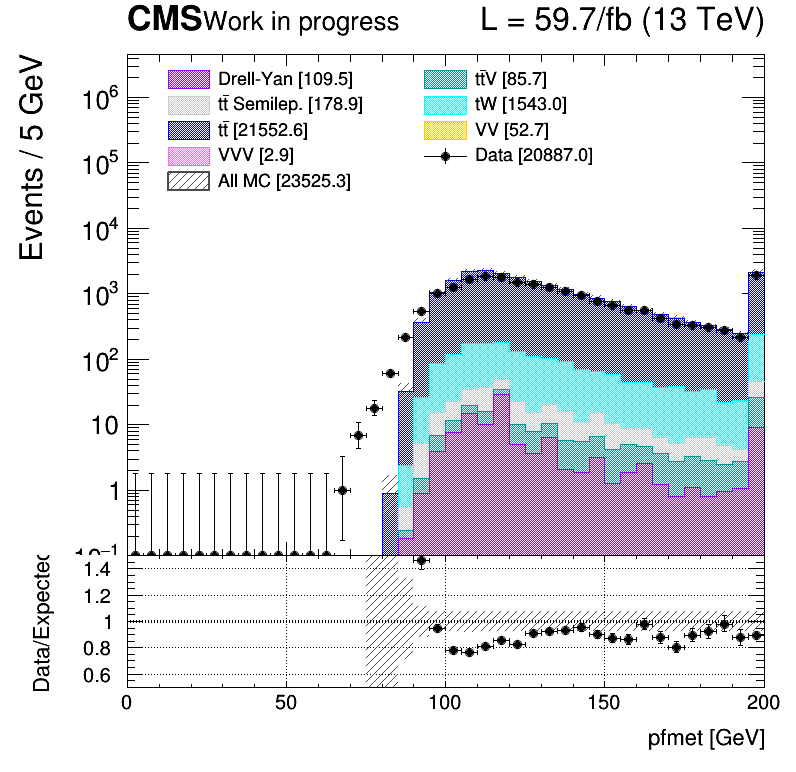 CMS Work in progress L = 59.7/fb (13 TeV)
Events / 5 GeV
Drell-Yan [109.5] tt̄V [85.7]
tt̄ Semilep. [178.9] tW [1543.0]
tt̄ [21552.6] VV [52.7]
VVV [2.9] Data [20887.0]
All MC [23525.3]
10⁶
10⁵
10⁴
10³
10²
10
1
10⁻¹
Data/Expected
1.4
1.2
1
0.8
0.6
0 50 100 150 200
pfmet [GeV]